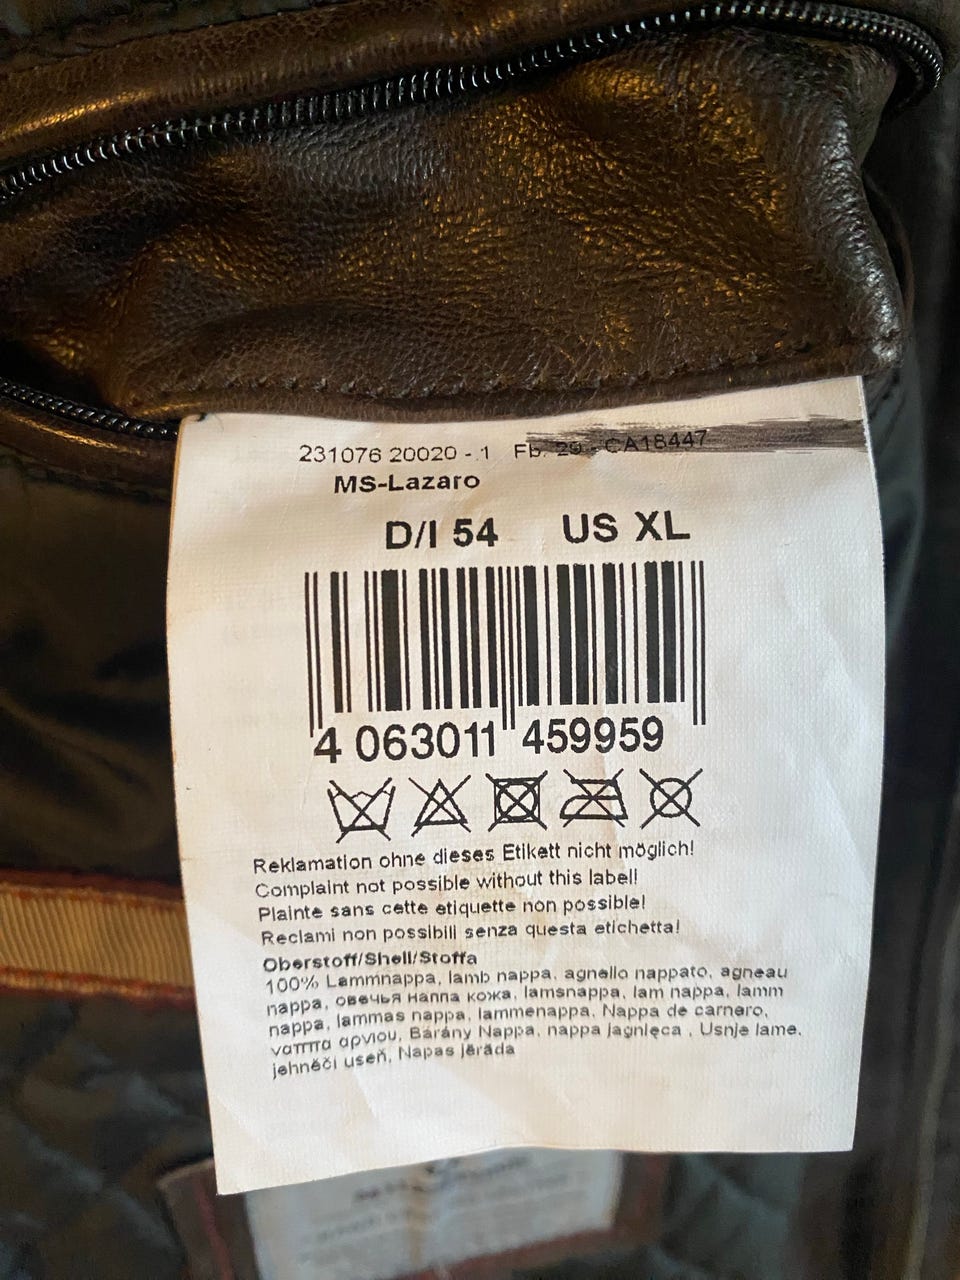 231076 20020 - .1 Fb. 29 - CA18447
MS-Lazaro
D/I 54 US XL
4 063011 459959
Reklamation ohne dieses Etikett nicht möglich!
Complaint not possible without this label!
Plainte sans cette etiquette non possible!
Reclami non possibili senza questa etichetta!
Oberstoff/Shell/Stoffa
100% Lammnappa, lamb nappa, agnello nappato, agneau
nappa, овечья наппа кожа, lamsnappa, lam nappa, lamm
nappa, lammas nappa, lammenappa, Nappa de carnero,
ναππα αρνιου, Bárány Nappa, nappa jagnięca , Usnje lame,
jehněčí useň, Napas jērāda